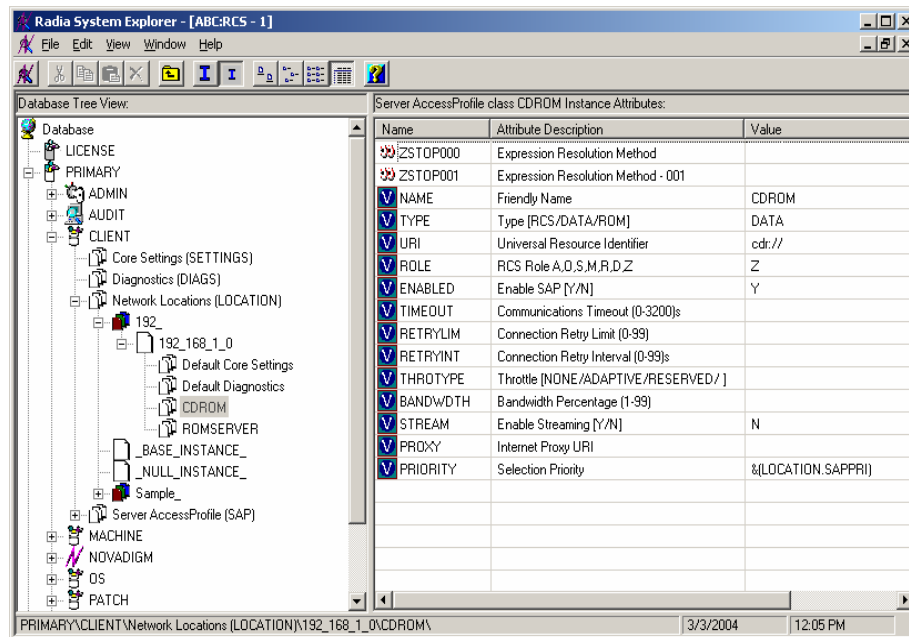 Radia System Explorer - [ABC:RCS - 1]
File Edit View Window Help
Database Tree View:
Server AccessProfile class CDROM Instance Attributes:
Database
LICENSE
PRIMARY
ADMIN
AUDIT
CLIENT
Core Settings (SETTINGS)
Diagnostics (DIAGS)
Network Locations (LOCATION)
192_
192_168_1_0
Default Core Settings
Default Diagnostics
CDROM
ROMSERVER
_BASE_INSTANCE_
_NULL_INSTANCE_
Sample_
Server AccessProfile (SAP)
MACHINE
NOVADIGM
OS
PATCH
Name Attribute Description Value
ZSTOP000 Expression Resolution Method
ZSTOP001 Expression Resolution Method - 001
V NAME Friendly Name CDROM
V TYPE Type [RCS/DATA/ROM] DATA
V URI Universal Resource Identifier cdr://
V ROLE RCS Role A,O,S,M,R,D,Z Z
V ENABLED Enable SAP [Y/N] Y
V TIMEOUT Communications Timeout (0-3200)s
V RETRYLIM Connection Retry Limit (0-99)
V RETRYINT Connection Retry Interval (0-99)s
V THROTYPE Throttle [NONE/ADAPTIVE/RESERVED/ ]
V BANDWDTH Bandwidth Percentage (1-99)
V STREAM Enable Streaming [Y/N] N
V PROXY Internet Proxy URI
V PRIORITY Selection Priority &(LOCATION.SAPPRI)
PRIMARY\CLIENT\Network Locations (LOCATION)\192_168_1_0\CDROM\ 3/3/2004 12:05 PM